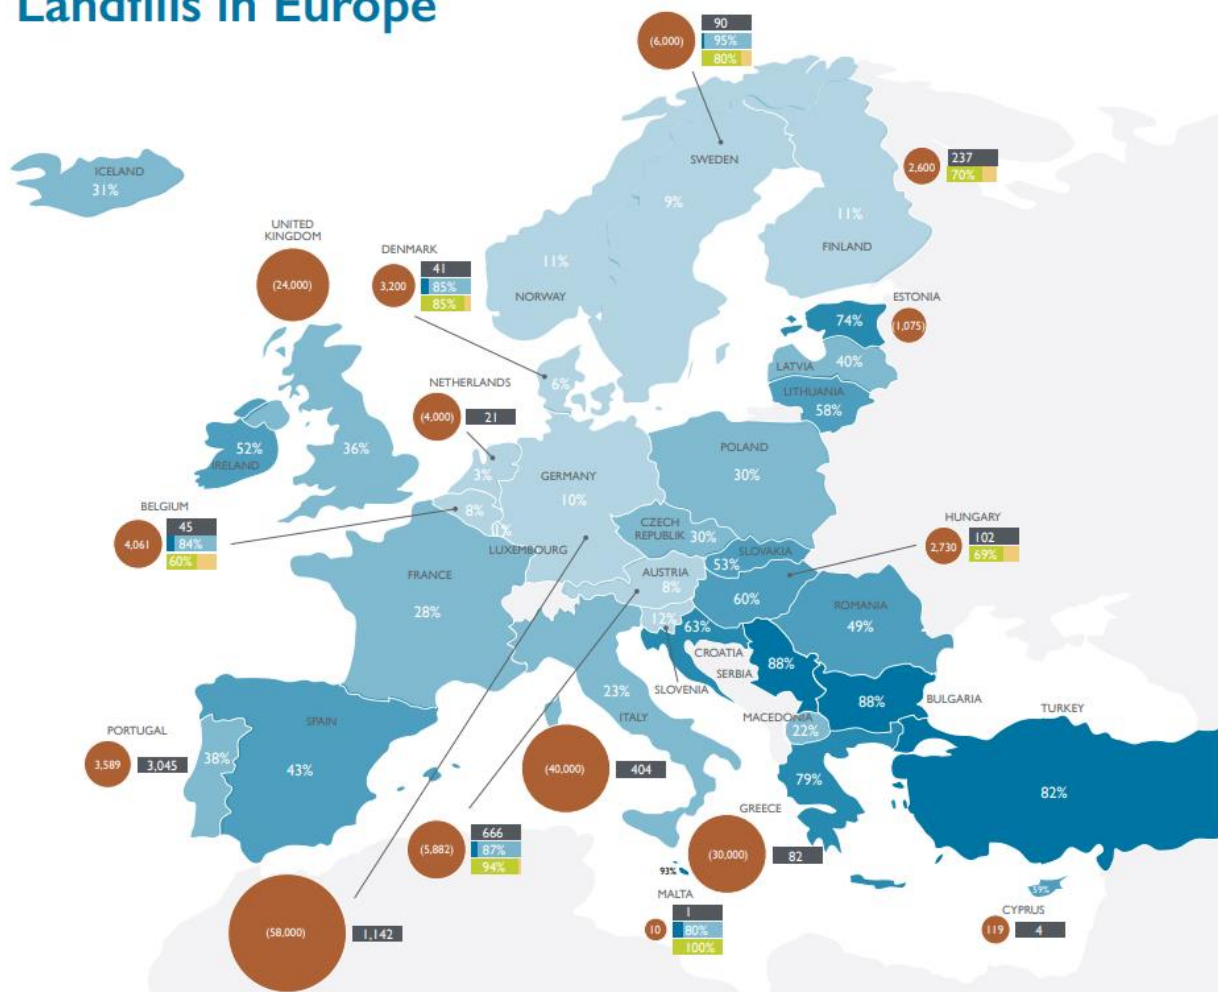 Landfills in Europe
(6,000)
90
95%
80%
SWEDEN
9%
2,600
237
70%
11%
FINLAND
ICELAND
31%
UNITED
KINGDOM
(24,000)
DENMARK
3,200
41
85%
85%
11%
NORWAY
ESTONIA
74%
(1,075)
LATVIA
40%
LITHUANIA
58%
6%
NETHERLANDS
(4,000)
21
3%
52%
IRELAND
36%
GERMANY
10%
POLAND
30%
BELGIUM
4,061
45
84%
60%
8%
0%
LUXEMBOURG
CZECH
REPUBLIK
30%
HUNGARY
2,730
102
69%
SLOVAKIA
53%
FRANCE
28%
AUSTRIA
8%
60%
ROMANIA
49%
12%
63%
CROATIA
SERBIA
88%
SLOVENIA
88%
BULGARIA
TURKEY
82%
23%
ITALY
MACEDONIA
22%
SPAIN
43%
PORTUGAL
3,589
3,045
38%
(40,000)
404
79%
GREECE
(30,000)
82
(5,882)
666
87%
94%
93%
MALTA
10
1
80%
100%
59%
CYPRUS
119
4
(58,000)
1,142